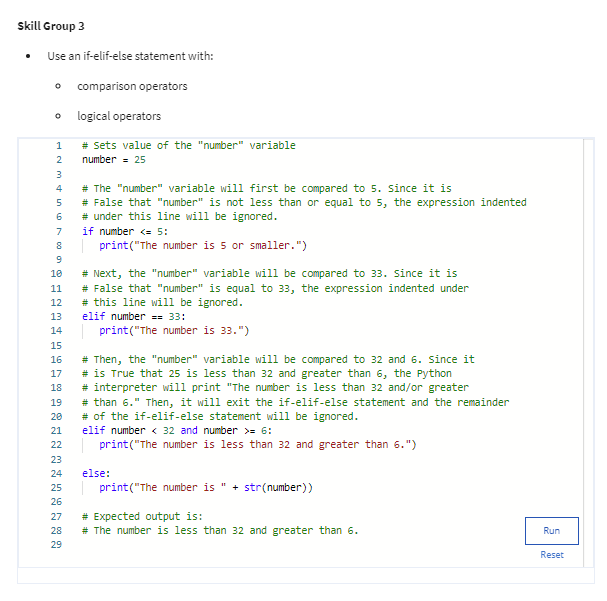 Skill Group 3
• Use an if-elif-else statement with:
o comparison operators
o logical operators
1 # Sets value of the "number" variable
2 number = 25
3
4 # The "number" variable will first be compared to 5. Since it is
5 # False that "number" is not less than or equal to 5, the expression indented
6 # under this line will be ignored.
7 if number <= 5:
8 print("The number is 5 or smaller.")
9
10 # Next, the "number" variable will be compared to 33. Since it is
11 # False that "number" is equal to 33, the expression indented under
12 # this line will be ignored.
13 elif number == 33:
14 print("The number is 33.")
15
16 # Then, the "number" variable will be compared to 32 and 6. Since it
17 # is True that 25 is less than 32 and greater than 6, the Python
18 # interpreter will print "The number is less than 32 and/or greater
19 # than 6." Then, it will exit the if-elif-else statement and the remainder
20 # of the if-elif-else statement will be ignored.
21 elif number < 32 and number >= 6:
22 print("The number is less than 32 and greater than 6.")
23
24 else:
25 print("The number is " + str(number))
26
27 # Expected output is:
28 # The number is less than 32 and greater than 6.
29
Run
Reset